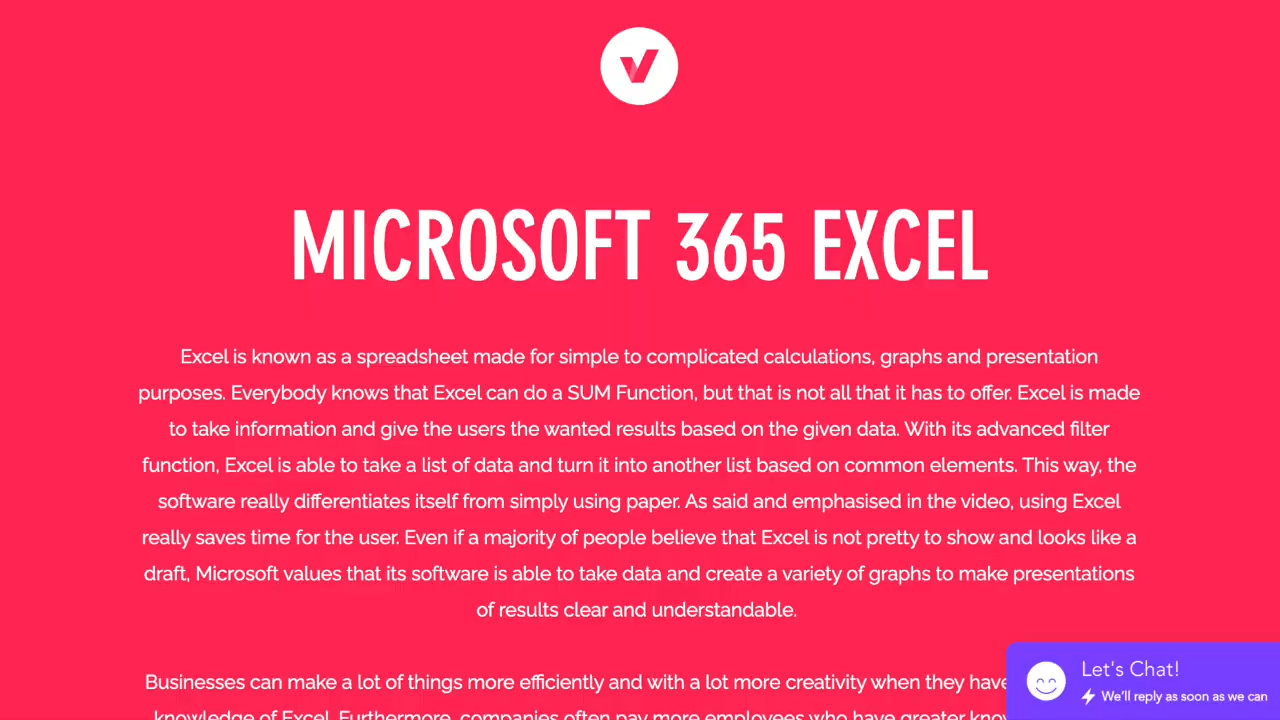 MICROSOFT 365 EXCEL
Excel is known as a spreadsheet made for simple to complicated calculations, graphs and presentation
purposes. Everybody knows that Excel can do a SUM Function, but that is not all that it has to offer. Excel is made
to take information and give the users the wanted results based on the given data. With its advanced filter
function, Excel is able to take a list of data and turn it into another list based on common elements. This way, the
software really differentiates itself from simply using paper. As said and emphasised in the video, using Excel
really saves time for the user. Even if a majority of people believe that Excel is not pretty to show and looks like a
draft, Microsoft values that its software is able to take data and create a variety of graphs to make presentations
of results clear and understandable.
Businesses can make a lot of things more efficiently and with a lot more creativity when they have
knowledge of Excel. Furthermore, companies often pay more employees who have greater
Let's Chat!
We'll reply as soon as we can